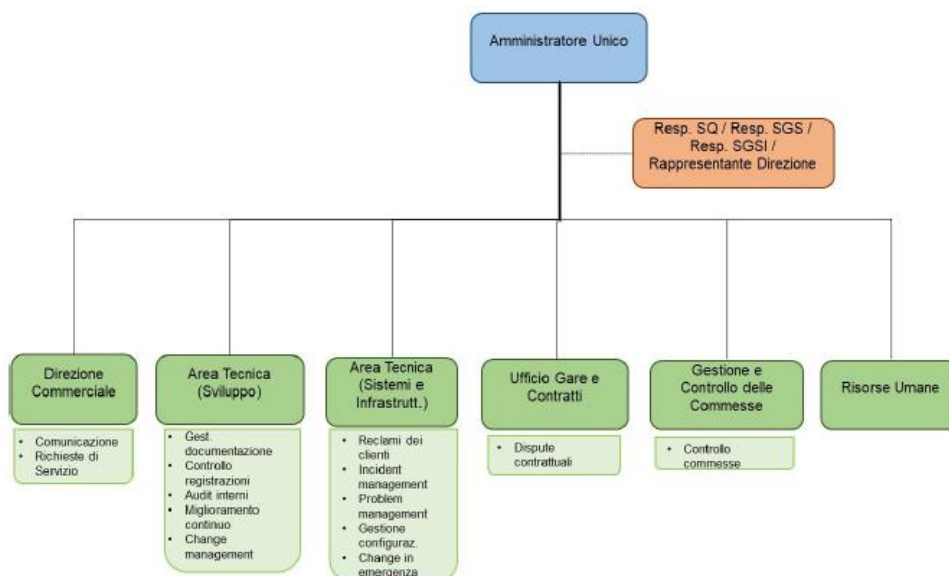 Amministratore Unico
Resp. SQ / Resp. SGS /
Resp. SGSI /
Rappresentante Direzione
Direzione
Commerciale
• Comunicazione
• Richieste di
Servizio
Area Tecnica
(Sviluppo)
• Gest.
documentazione
• Controllo
registrazioni
• Audit interni
• Miglioramento
continuo
• Change
management
Area Tecnica
(Sistemi e
Infrastrutt.)
• Reclami dei
clienti
• Incident
management
• Problem
management
• Gestione
configuraz.
• Change in
emergenza
Ufficio Gare e
Contratti
• Dispute
contrattuali
Gestione e
Controllo delle
Commesse
• Controllo
commesse
Risorse Umane